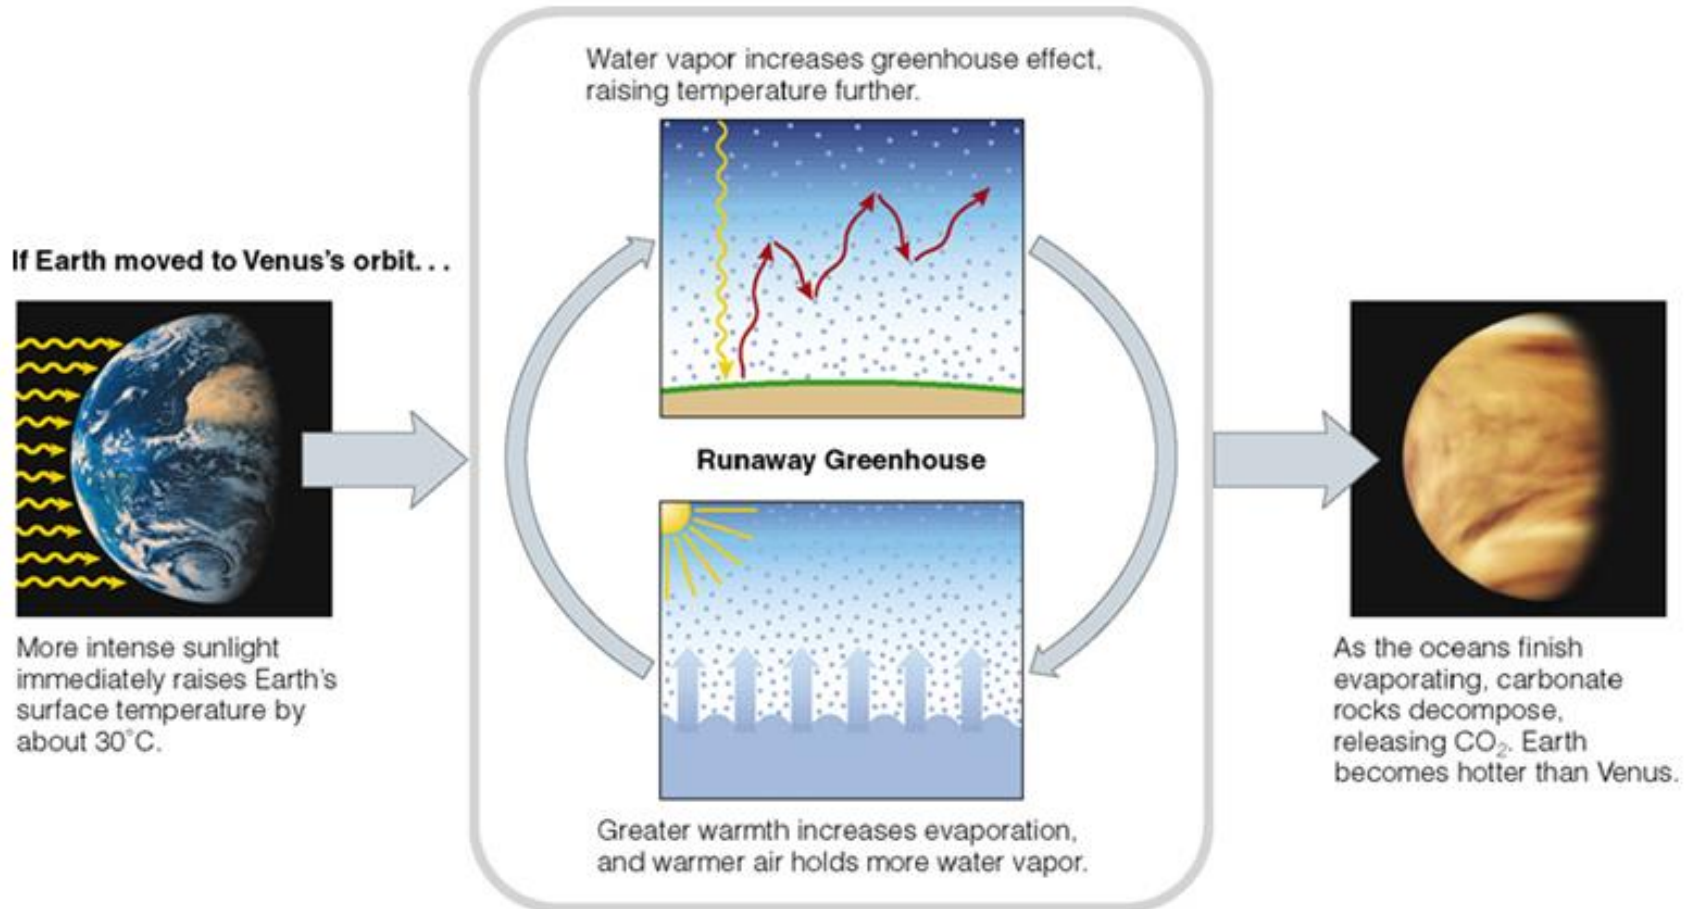 If Earth moved to Venus's orbit. . .
More intense sunlight
immediately raises Earth's
surface temperature by
about 30˚C.
Water vapor increases greenhouse effect,
raising temperature further.
Runaway Greenhouse
Greater warmth increases evaporation,
and warmer air holds more water vapor.
As the oceans finish
evaporating, carbonate
rocks decompose,
releasing CO₂. Earth
becomes hotter than Venus.